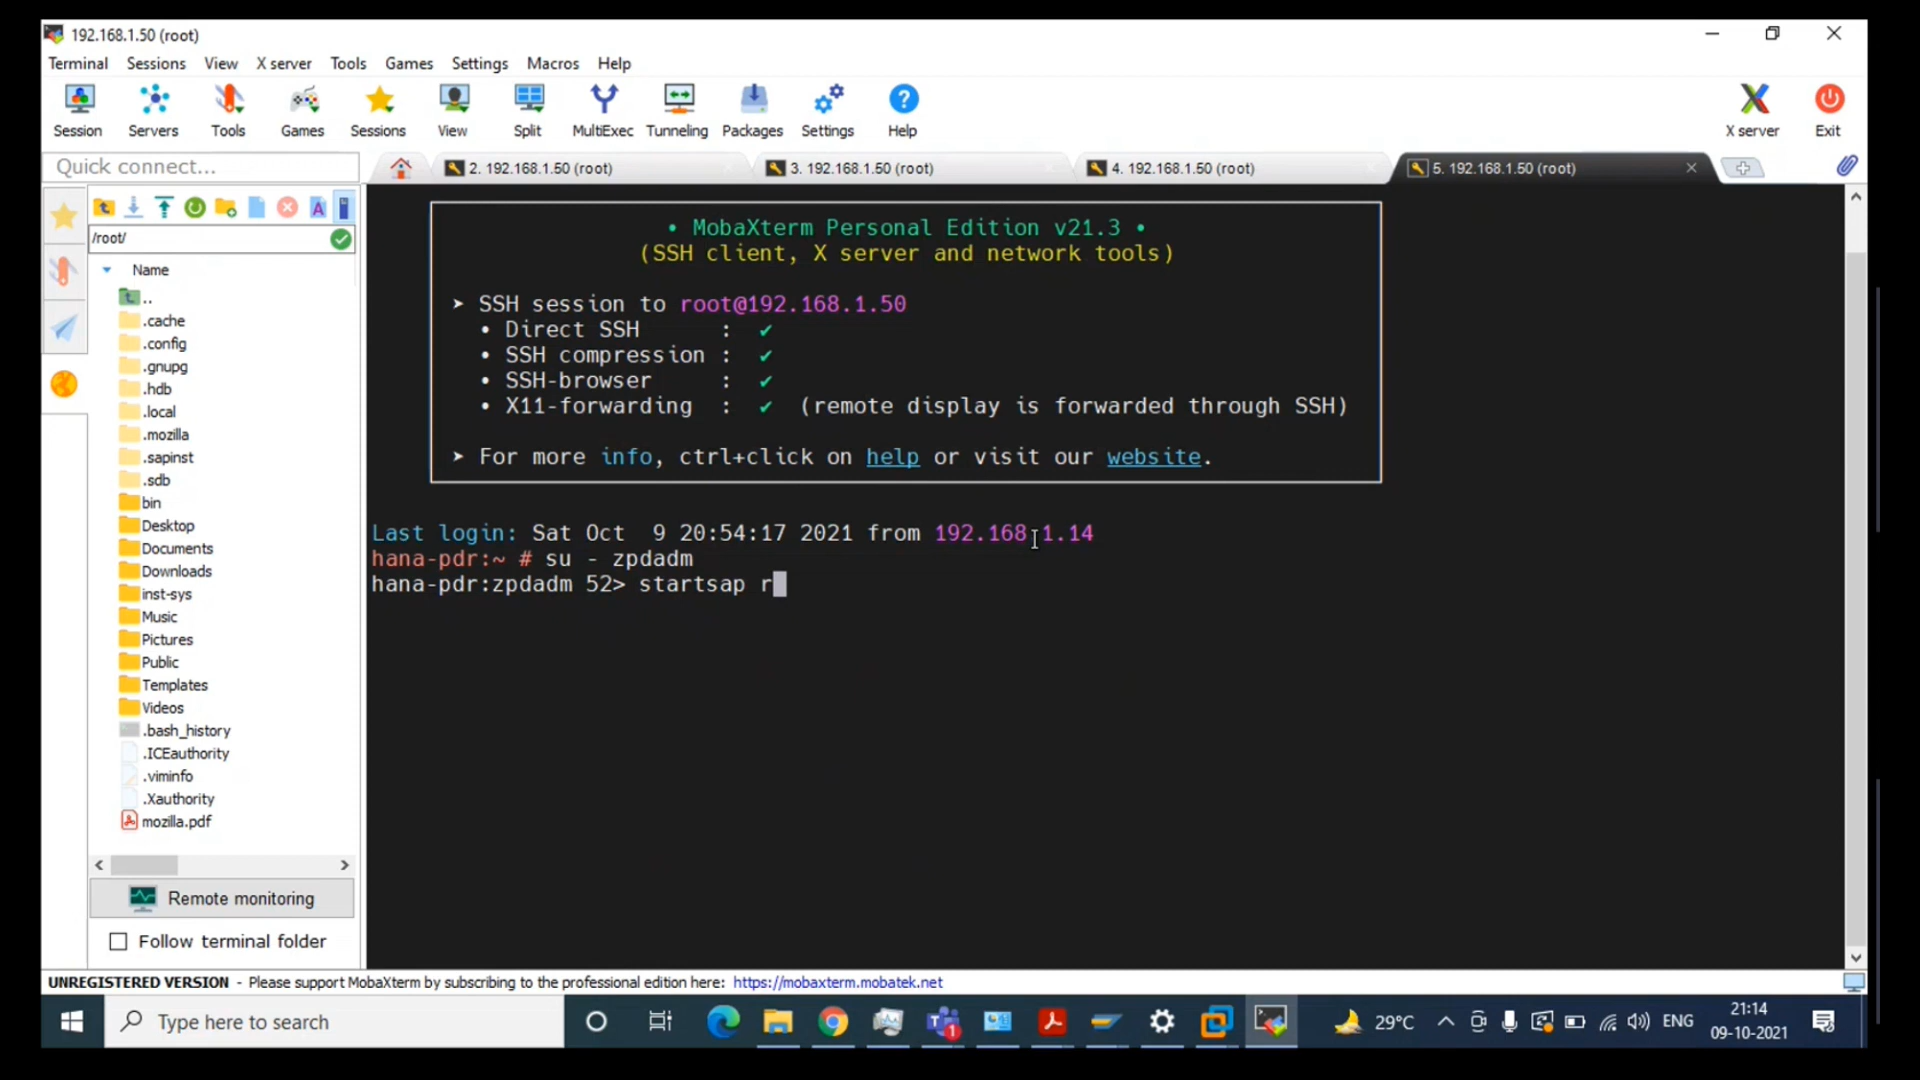 192.168.1.50 (root)
Terminal Sessions View X server Tools Games Settings Macros Help
Session Servers Tools Games Sessions View Split MultiExec Tunneling Packages Settings Help X server Exit
Quick connect...
2. 192.168.1.50 (root) 3. 192.168.1.50 (root) 4. 192.168.1.50 (root) 5. 192.168.1.50 (root)
/root/
Name
..
.cache
.config
.gnupg
.hdb
.local
.mozilla
.sapinst
.sdb
bin
Desktop
Documents
Downloads
inst-sys
Music
Pictures
Public
Templates
Videos
.bash_history
.ICEauthority
.viminfo
.Xauthority
mozilla.pdf
Remote monitoring
Follow terminal folder
• MobaXterm Personal Edition v21.3 •
(SSH client, X server and network tools)
➤ SSH session to root@192.168.1.50
• Direct SSH : ✔
• SSH compression : ✔
• SSH-browser : ✔
• X11-forwarding : ✔ (remote display is forwarded through SSH)
➤ For more info, ctrl+click on help or visit our website.
Last login: Sat Oct 9 20:54:17 2021 from 192.168.1.14
hana-pdr:~ # su - zpdadm
hana-pdr:zpdadm 52> startsap r
UNREGISTERED VERSION - Please support MobaXterm by subscribing to the professional edition here: https://mobaxterm.mobatek.net
Type here to search
1
29°C
ENG
21:14
09-10-2021